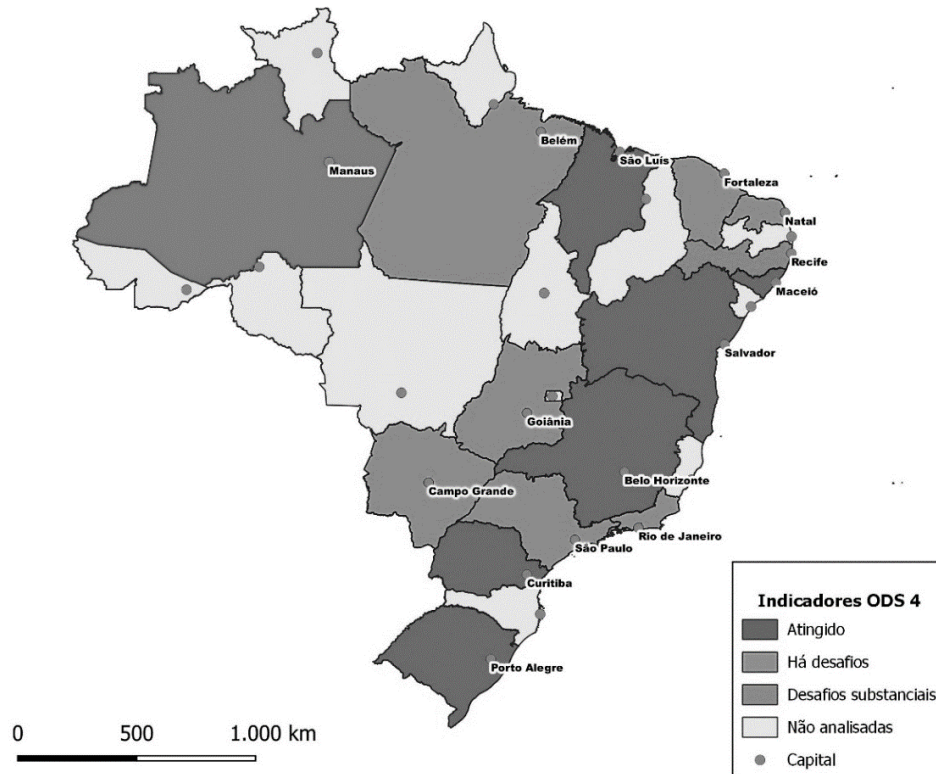 Belém
São Luís
Manaus
Fortaleza
Natal
Recife
Maceió
Salvador
Goiânia
Belo Horizonte
Campo Grande
Rio de Janeiro
São Paulo
Curitiba
Porto Alegre
Indicadores ODS 4
Atingido
Há desafios
Desafios substanciais
Não analisadas
Capital
0 500 1.000 km